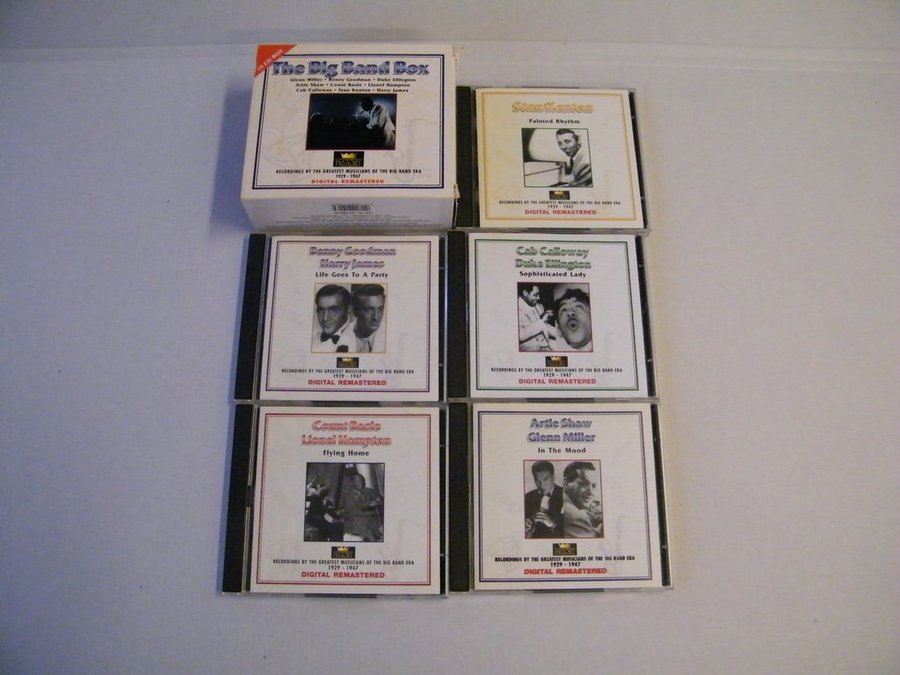 10 CD-BOX
The Big Band Box
Glenn Miller • Benny Goodman • Duke Ellington
Artie Shaw • Count Basie • Lionel Hampton
Cab Calloway • Stan Kenton • Harry James
RECORDINGS BY THE GREATEST MUSICIANS OF THE BIG BAND ERA
1929 - 1947
DIGITAL REMASTERED
Stan Kenton
Painted Rhythm
RECORDINGS BY THE GREATEST MUSICIANS OF THE BIG BAND ERA
1929 - 1947
DIGITAL REMASTERED
Benny Goodman
Harry James
Life Goes To A Party
RECORDINGS BY THE GREATEST MUSICIANS OF THE BIG BAND ERA
1929 - 1947
DIGITAL REMASTERED
Cab Calloway
Duke Ellington
Sophisticated Lady
RECORDINGS BY THE GREATEST MUSICIANS OF THE BIG BAND ERA
1929 - 1947
DIGITAL REMASTERED
Count Basie
Lionel Hampton
Flying Home
RECORDINGS BY THE GREATEST MUSICIANS OF THE BIG BAND ERA
1929 - 1947
DIGITAL REMASTERED
Artie Shaw
Glenn Miller
In The Mood
RECORDINGS BY THE GREATEST MUSICIANS OF THE BIG BAND ERA
1929 - 1947
DIGITAL REMASTERED